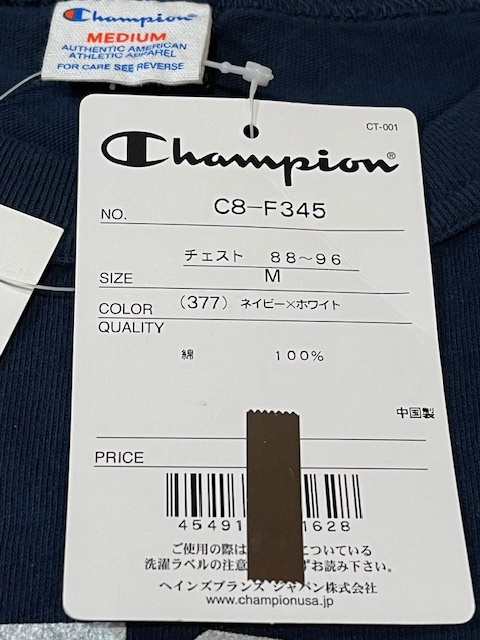 Champion
MEDIUM
AUTHENTIC AMERICAN
ATHLETIC APPAREL
FOR CARE SEE REVERSE
CT-001
Champion®
NO. C8-F345
チェスト 88〜96
SIZE M
COLOR (377) ネイビー×ホワイト
QUALITY
綿 100%
中国製
PRICE
45491 1628
ご使用の際は についている
洗濯ラベルの注意 お読み下さい。
ヘインズブランズ ジャパン株式会社
www.championusa.jp